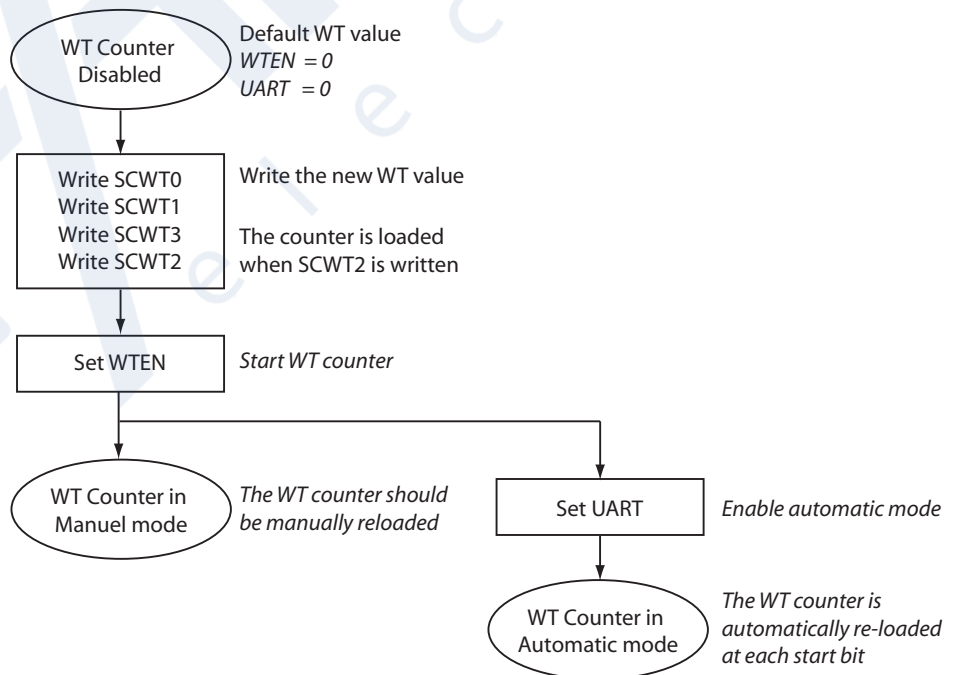 WT Counter
Disabled
Default WT value
WTEN = 0
UART = 0
Write SCWT0
Write SCWT1
Write SCWT3
Write SCWT2
Write the new WT value
The counter is loaded
when SCWT2 is written
Set WTEN
Start WT counter
WT Counter in
Manuel mode
The WT counter should
be manually reloaded
Set UART
Enable automatic mode
WT Counter in
Automatic mode
The WT counter is
automatically re-loaded
at each start bit